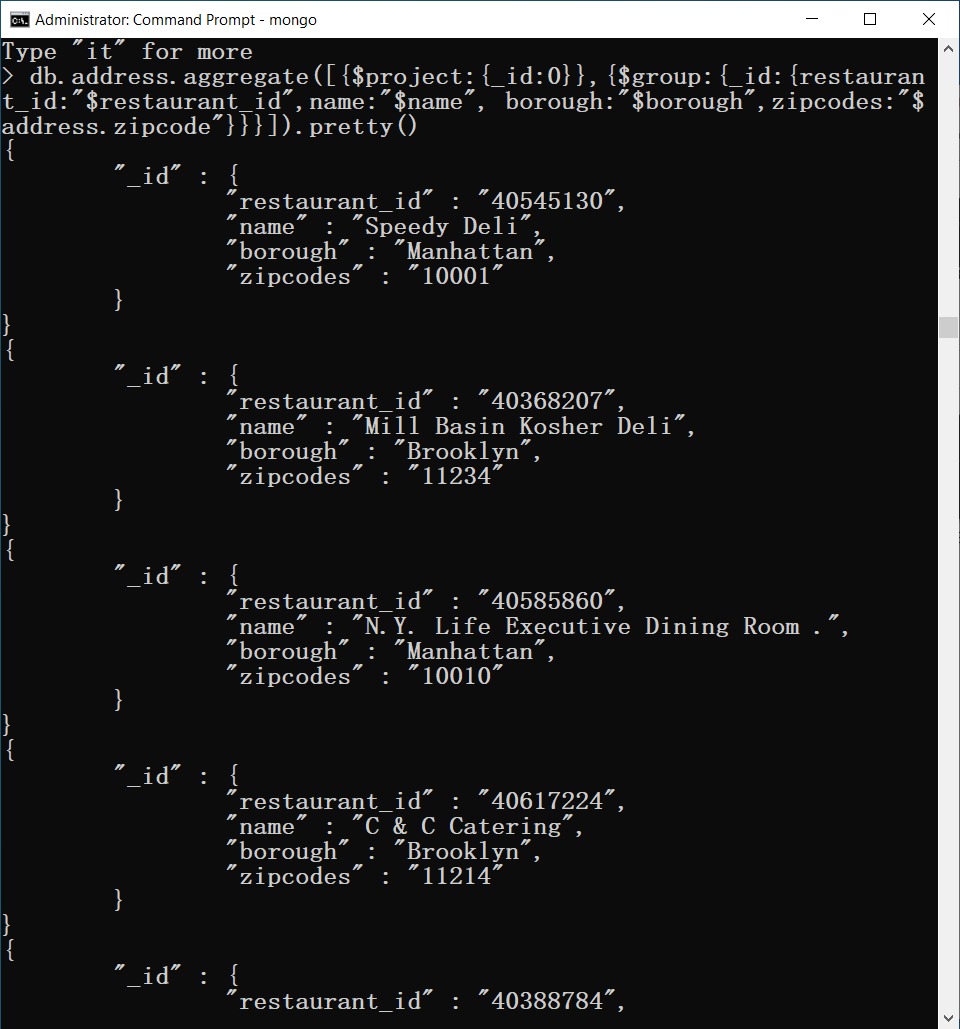 Administrator: Command Prompt - mongo
Type "it" for more
> db.address.aggregate([{$project:{_id:0}},{$group:{_id:{restauran
t_id:"$restaurant_id",name:"$name", borough:"$borough",zipcodes:"$
address.zipcode"}}}]).pretty()
{
"_id" : {
"restaurant_id" : "40545130",
"name" : "Speedy Deli",
"borough" : "Manhattan",
"zipcodes" : "10001"
}
}
{
"_id" : {
"restaurant_id" : "40368207",
"name" : "Mill Basin Kosher Deli",
"borough" : "Brooklyn",
"zipcodes" : "11234"
}
}
{
"_id" : {
"restaurant_id" : "40585860",
"name" : "N.Y. Life Executive Dining Room .",
"borough" : "Manhattan",
"zipcodes" : "10010"
}
}
{
"_id" : {
"restaurant_id" : "40617224",
"name" : "C & C Catering",
"borough" : "Brooklyn",
"zipcodes" : "11214"
}
}
{
"_id" : {
"restaurant_id" : "40388784",